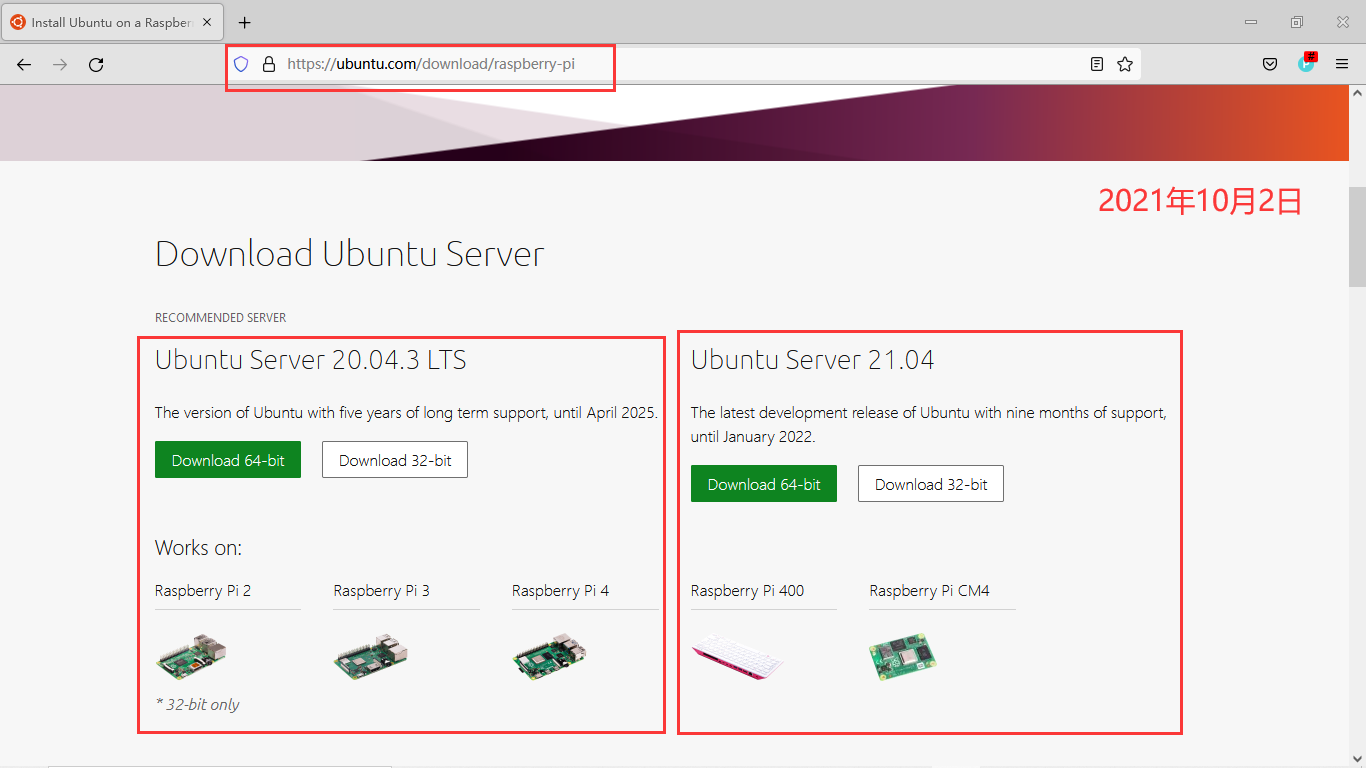 Install Ubuntu on a Raspber
https://ubuntu.com/download/raspberry-pi
#
2021年10月2日
Download Ubuntu Server
RECOMMENDED SERVER
Ubuntu Server 20.04.3 LTS
The version of Ubuntu with five years of long term support, until April 2025.
Download 64-bit
Download 32-bit
Ubuntu Server 21.04
The latest development release of Ubuntu with nine months of support,
until January 2022.
Download 64-bit
Download 32-bit
Works on:
Raspberry Pi 2
Raspberry Pi 3
Raspberry Pi 4
Raspberry Pi 400
Raspberry Pi CM4
* 32-bit only